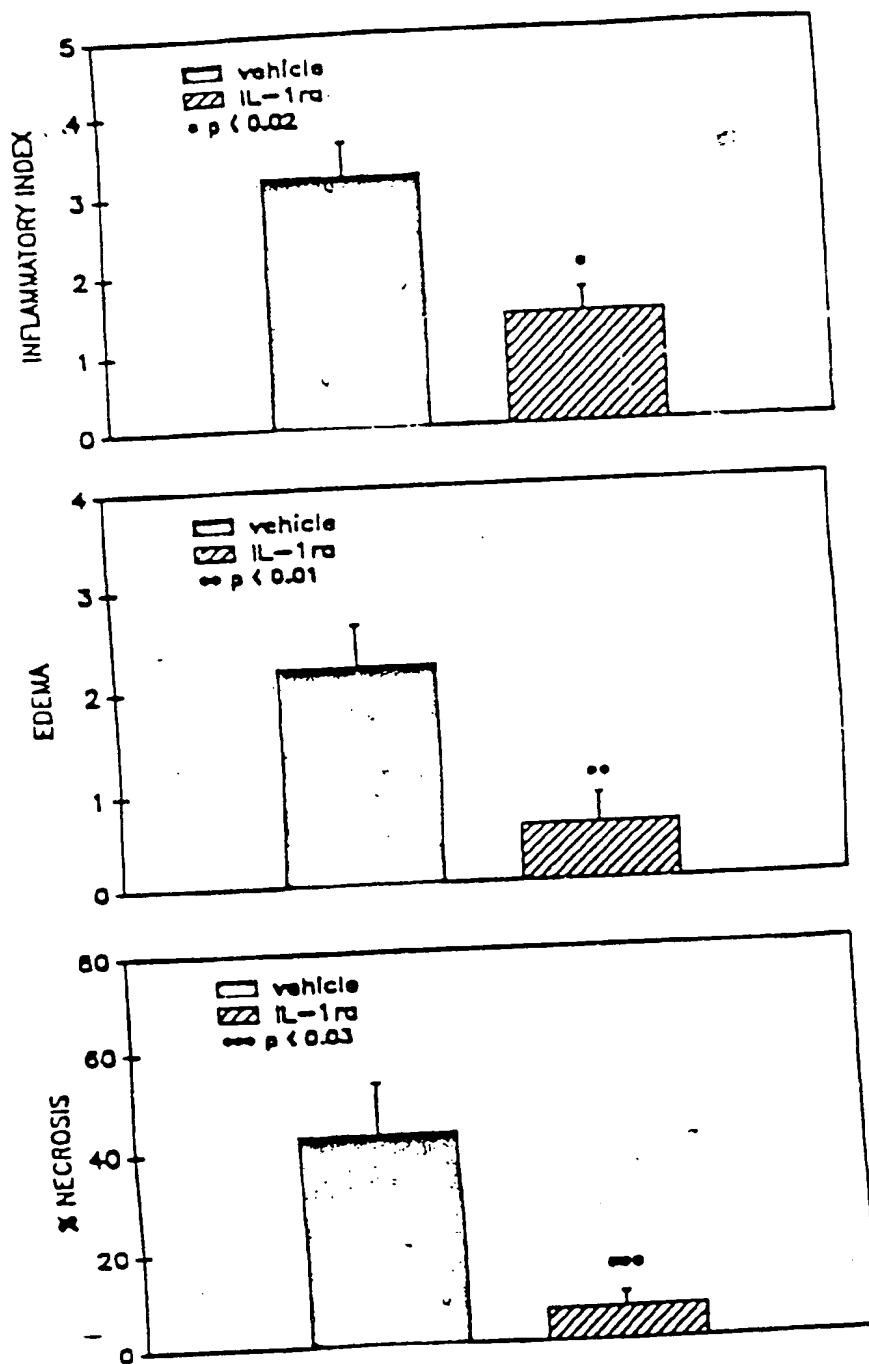 5
4
3
2
1
0
INFLAMMATORY INDEX
vehicle
IL-1ra
• p < 0.02
•
4
3
2
1
0
EDEMA
vehicle
IL-1ra
•• p < 0.01
••
80
60
40
20
0
% NECROSIS
vehicle
IL-1ra
••• p < 0.03
•••